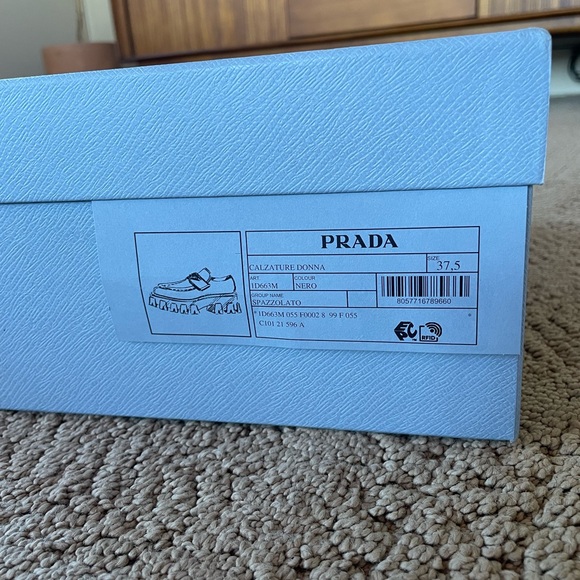 PRADA
CALZATURE DONNA
SIZE
37,5
ART
1D663M
COLOUR
NERO
8057716789660
GROUP NAME
SPAZZOLATO
*1D663M 055 F0002 8 99 F 055 *
C101 21 596 A
EPC
RFID